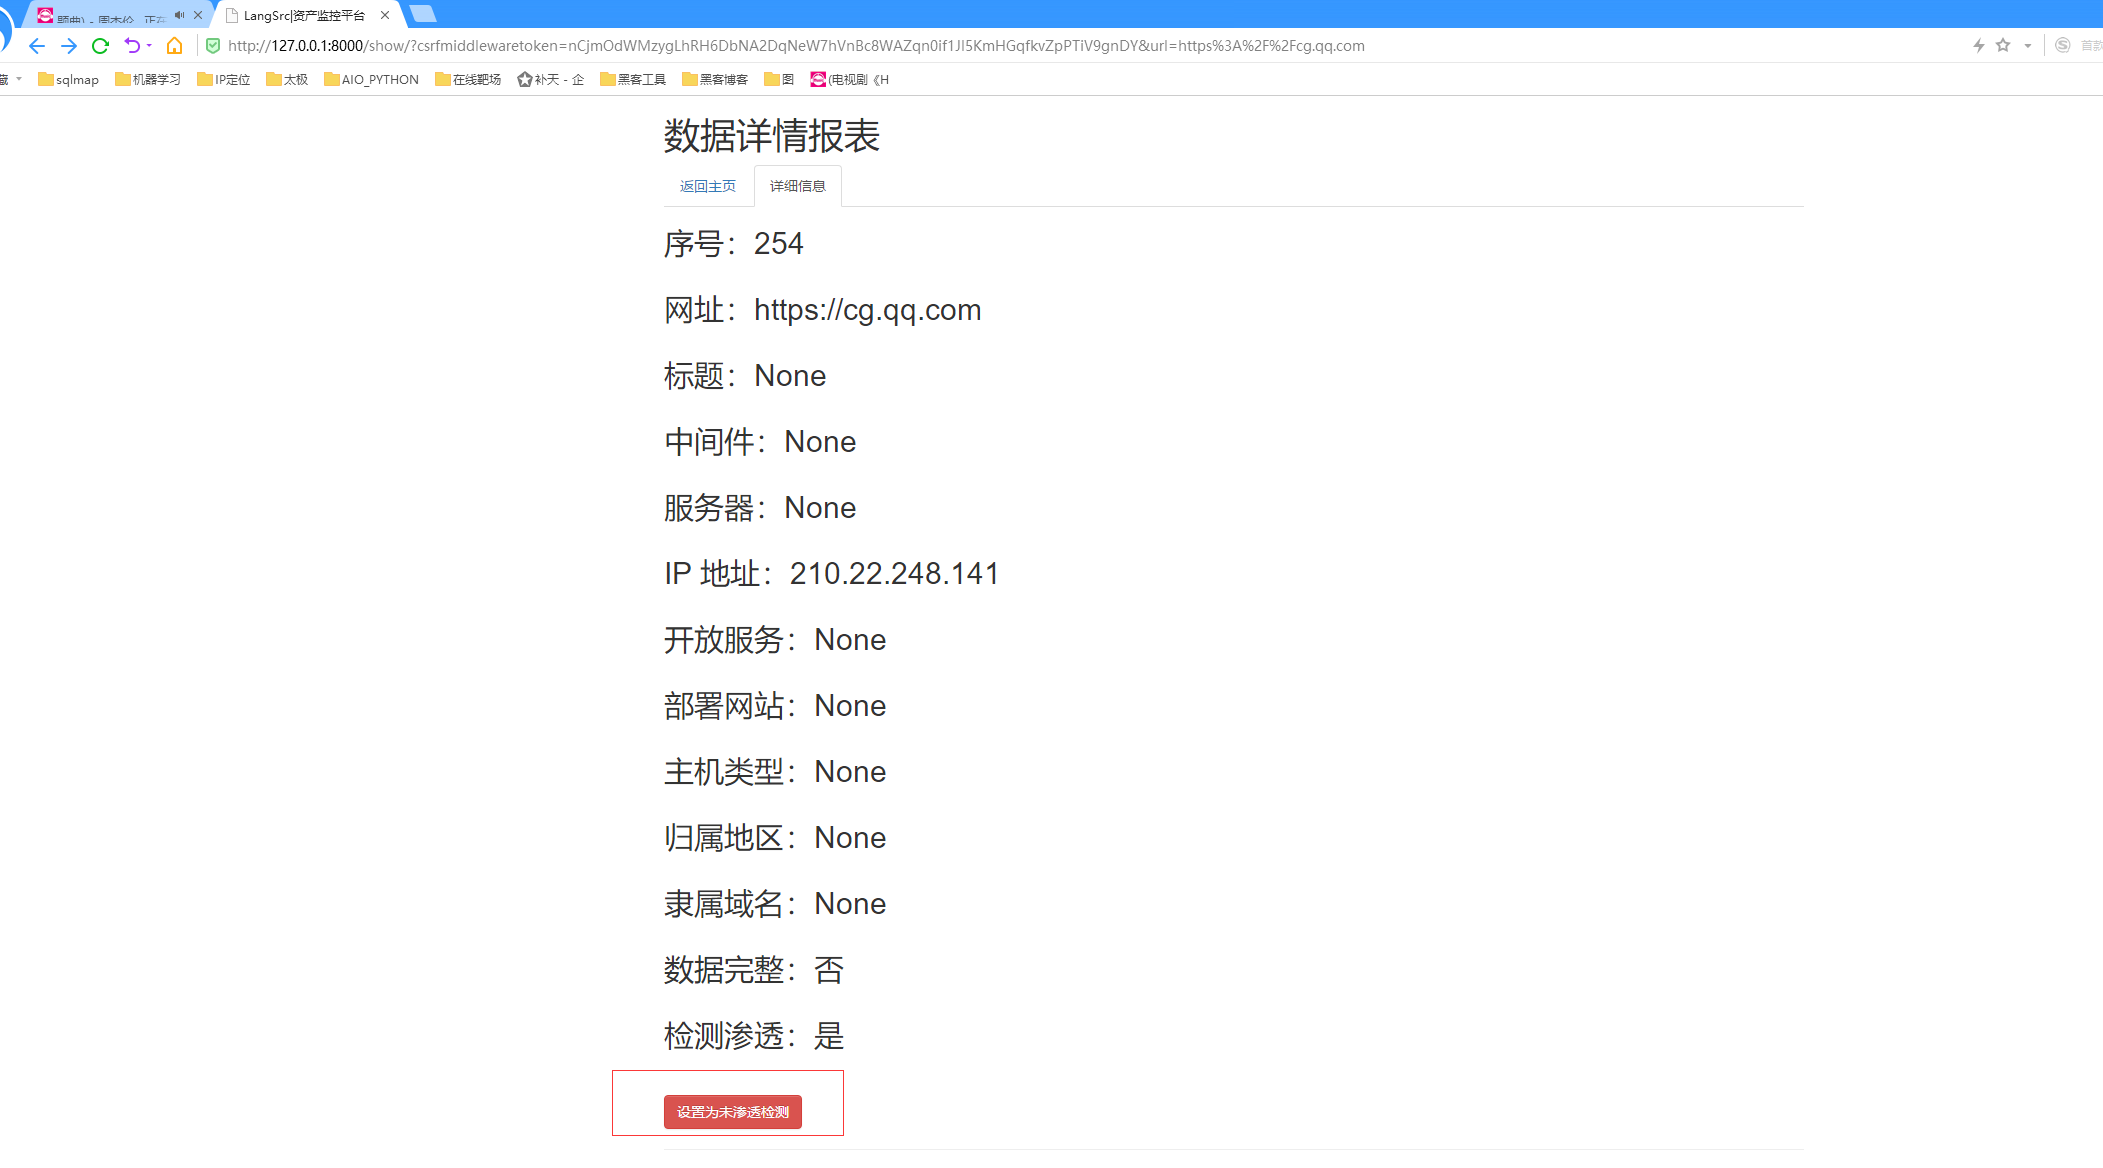 LangSrc|资产监控平台
http://127.0.0.1:8000/show/?csrfmiddlewaretoken=nCjmOdWMzygLhRH6DbNA2DqNeW7hVnBc8WAZqn0if1Jl5KmHGqfkvZpPTiV9gnDY&url=https%3A%2F%2Fcg.qq.com
sqlmap 机器学习 IP定位 太极 AIO_PYTHON 在线靶场 补天 - 企 黑客工具 黑客博客 图 (电视剧《H
数据详情报表
返回主页 详细信息
序号：254
网址：https://cg.qq.com
标题：None
中间件：None
服务器：None
IP 地址：210.22.248.141
开放服务：None
部署网站：None
主机类型：None
归属地区：None
隶属域名：None
数据完整：否
检测渗透：是
设置为未渗透检测